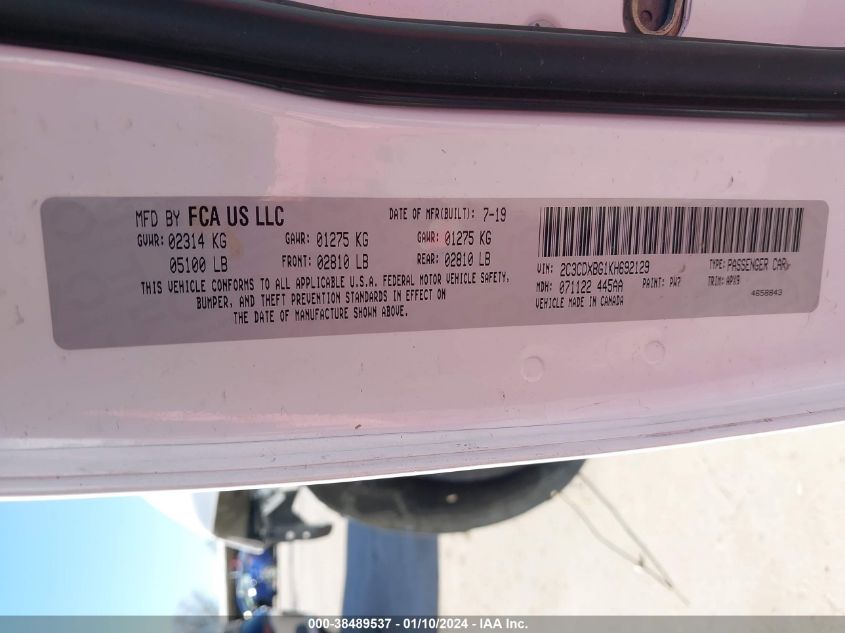 MFD BY FCA US LLC DATE OF MFR(BUILT): 7-19
GVWR: 02314 KG GAWR: 01275 KG GAWR: 01275 KG
05100 LB FRONT: 02810 LB REAR: 02810 LB
THIS VEHICLE CONFORMS TO ALL APPLICABLE U.S.A. FEDERAL MOTOR VEHICLE SAFETY,
BUMPER, AND THEFT PREVENTION STANDARDS IN EFFECT ON
THE DATE OF MANUFACTURE SHOWN ABOVE.
VIN: 2C3CDXBG1KH692129 TYPE: PASSENGER CAR
MDH: 071122 445AA PAINT: PW7 TRIM: APX9
VEHICLE MADE IN CANADA 4658843
000-38489537 - 01/10/2024 - IAA Inc.